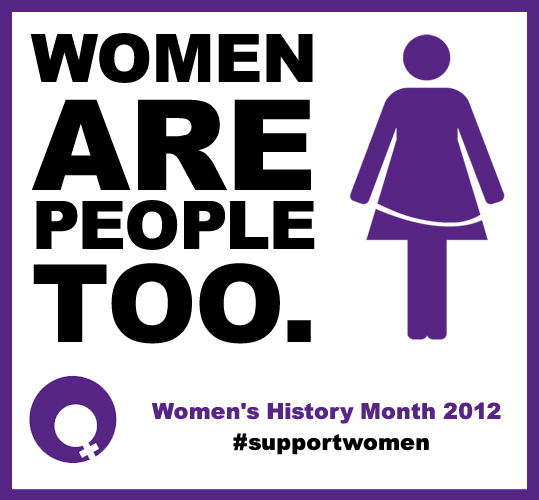 WOMEN
ARE
PEOPLE
TOO.
Women's History Month 2012
#supportwomen